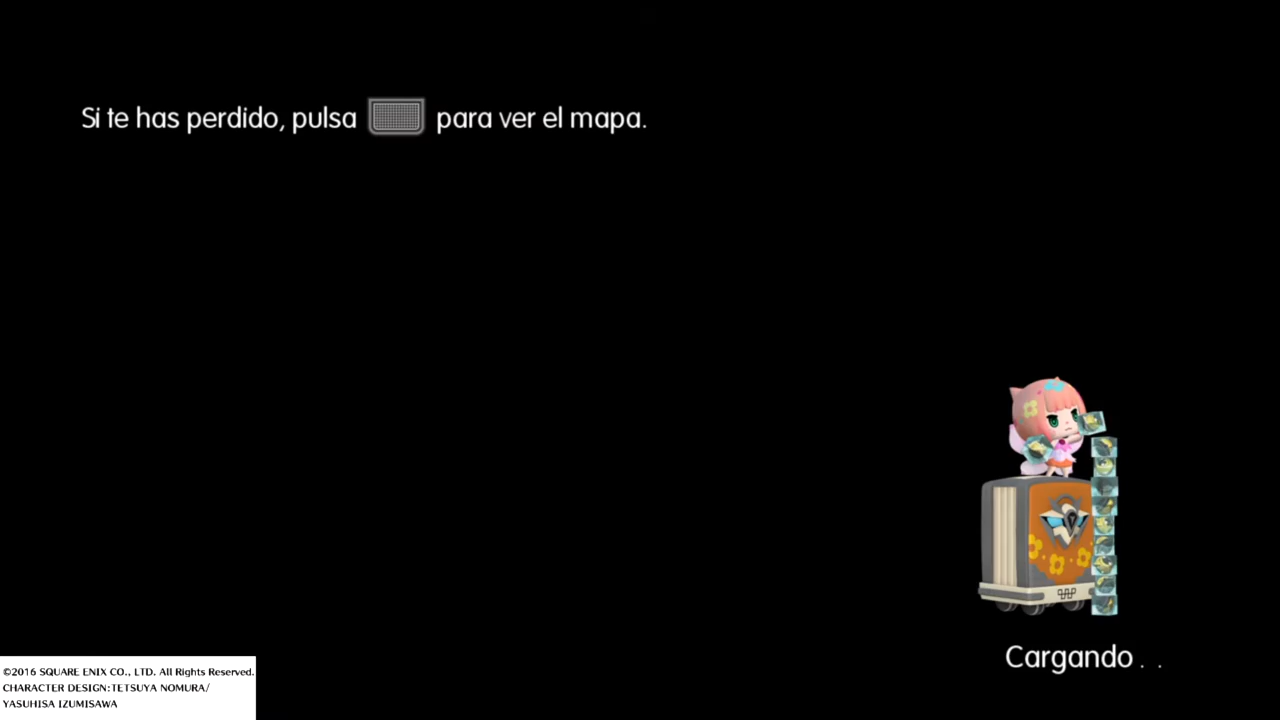 Si te has perdido, pulsa para ver el mapa.
Cargando . .
©2016 SQUARE ENIX CO., LTD. All Rights Reserved.
CHARACTER DESIGN:TETSUYA NOMURA/
YASUHISA IZUMISAWA